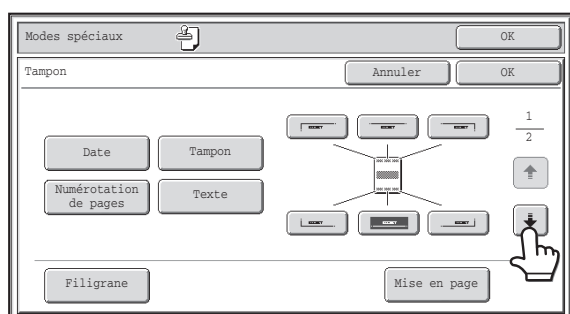 Modes spéciaux
OK
Tampon
Annuler
OK
1
2
Date
Tampon
Numérotation
de pages
Texte
Filigrane
Mise en page